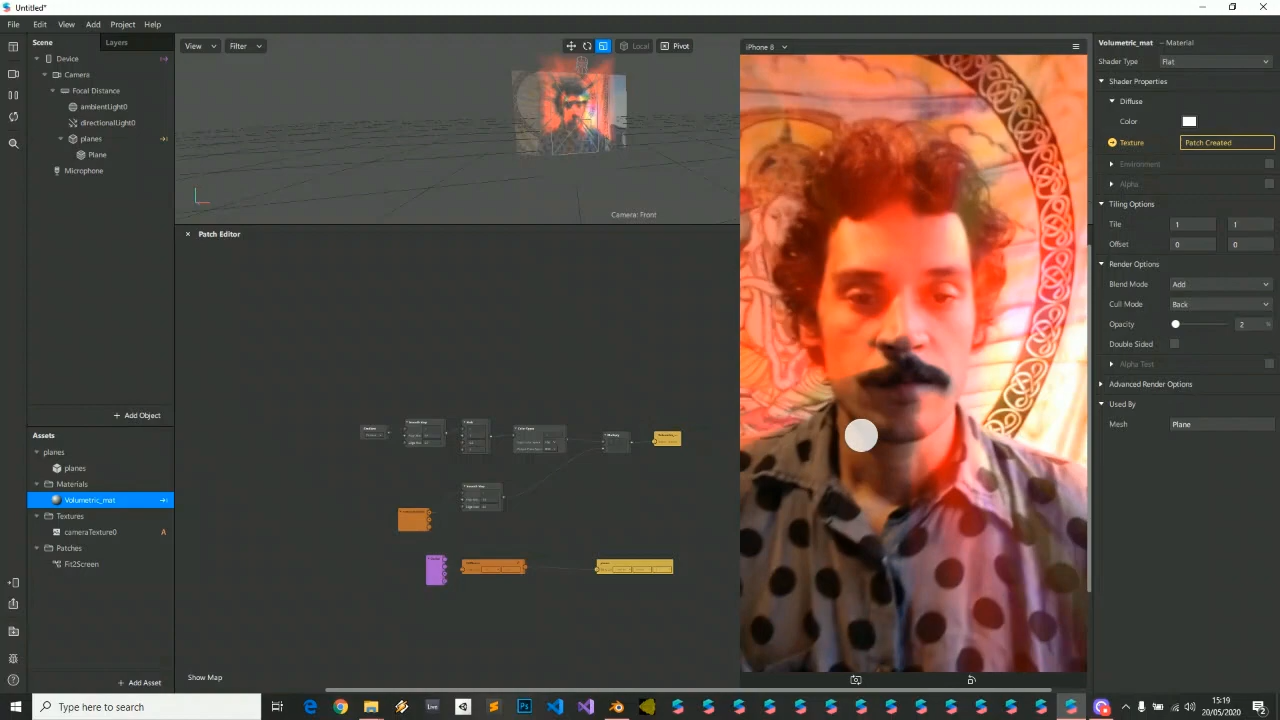 Untitled*
File Edit View Add Project Help
Scene Layers
Device
Camera
Focal Distance
ambientLight0
directionalLight0
planes
Plane
Microphone
Add Object
Assets
planes
planes
Materials
Volumetric_mat
Textures
cameraTexture0 A
Patches
Fit2Screen
Add Asset
View Filter Local Pivot
Camera: Front
Patch Editor
Show Map
iPhone 8
Volumetric_mat – Material
Shader Type Flat
Shader Properties
Diffuse
Color
Texture Patch Created
Environment
Alpha
Tiling Options
Tile 1 1
Offset 0 0
Render Options
Blend Mode Add
Cull Mode Back
Opacity 2 %
Double Sided
Alpha Test
Advanced Render Options
Used By
Mesh Plane
Type here to search
Live
Ps
15:19
20/05/2020